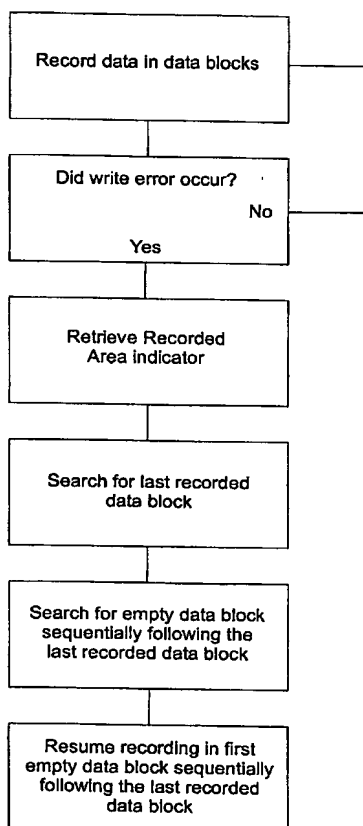 Record data in data blocks
Did write error occur?
No
Yes
Retrieve Recorded
Area indicator
Search for last recorded
data block
Search for empty data block
sequentially following the
last recorded data block
Resume recording in first
empty data block sequentially
following the last recorded
data block